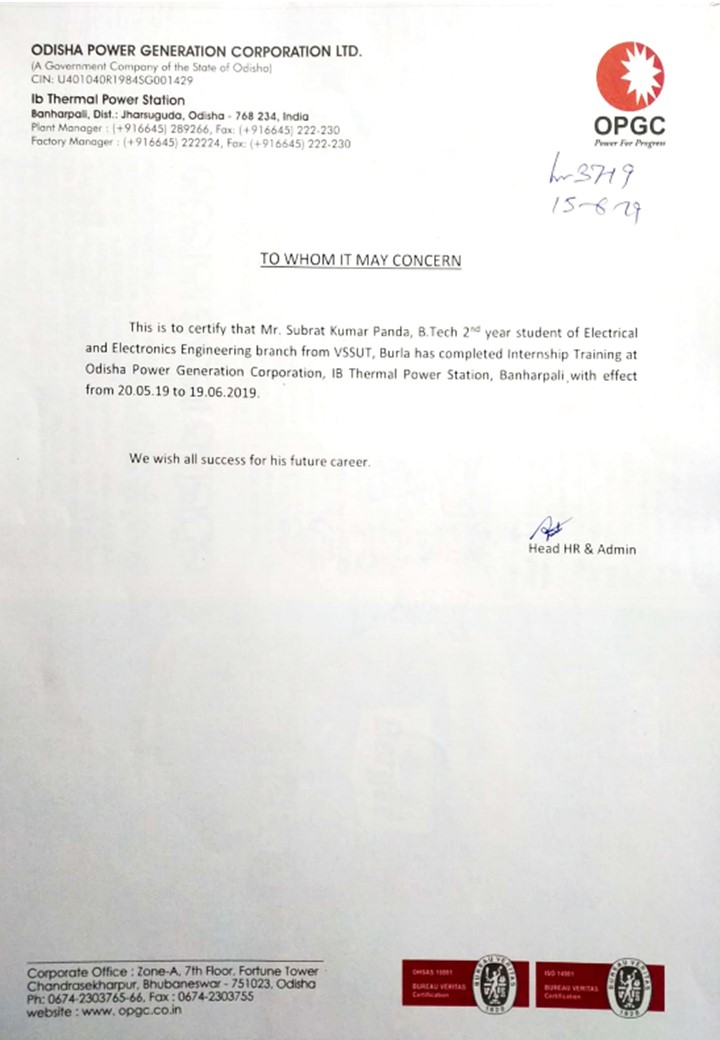 ODISHA POWER GENERATION CORPORATION LTD.
(A Government Company of the State of Odisha)
CIN: U401040R1984SG001429
Ib Thermal Power Station
Banharpali, Dist.: Jharsuguda, Odisha - 768 234, India
Plant Manager : (+916645) 289266, Fax: (+916645) 222-230
Factory Manager : (+916645) 222224, Fax: (+916645) 222-230
OPGC
Power For Progress
TO WHOM IT MAY CONCERN
This is to certify that Mr. Subrat Kumar Panda, B.Tech 2nd year student of Electrical
and Electronics Engineering branch from VSSUT, Burla has completed Internship Training at
Odisha Power Generation Corporation, IB Thermal Power Station, Banharpali with effect
from 20.05.19 to 19.06.2019.
We wish all success for his future career.
Head HR & Admin
Corporate Office : Zone-A, 7th Floor, Fortune Tower
Chandrasekharpur, Bhubaneswar - 751023, Odisha
Ph: 0674-2303765-66, Fax : 0674-2303755
website : www. opgc.co.in
OHSAS 18001
BUREAU VERITAS
Certification
BUREAU VERITAS
1828
ISO 14001
BUREAU VERITAS
Certification
BUREAU VERITAS
1828